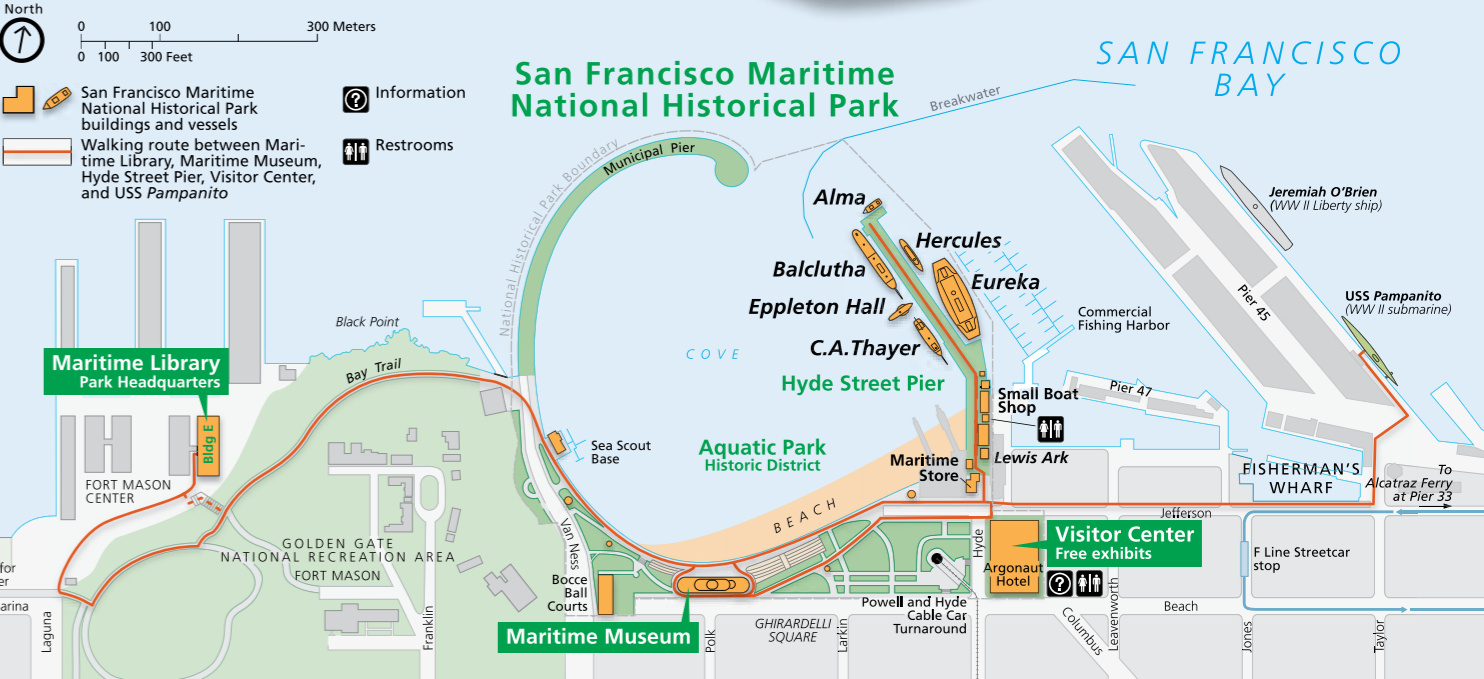 North
0 100 300 Meters
0 100 300 Feet
San Francisco Maritime
National Historical Park
buildings and vessels
Walking route between Mari-
time Library, Maritime Museum,
Hyde Street Pier, Visitor Center,
and USS Pampanito
Information
Restrooms
San Francisco Maritime
National Historical Park
SAN FRANCISCO
BAY
Breakwater
National Historical Park Boundary
Municipal Pier
Alma
Hercules
Balclutha
Eureka
Eppleton Hall
C.A.Thayer
Hyde Street Pier
Jeremiah O’Brien
(WW II Liberty ship)
Pier 45
USS Pampanito
(WW II submarine)
Commercial
Fishing Harbor
Black Point
COVE
Maritime Library
Park Headquarters
Bay Trail
Bldg E
Pier 47
Small Boat
Shop
Lewis Ark
Sea Scout
Base
Aquatic Park
Historic District
Maritime
Store
FORT MASON
CENTER
FISHERMAN’S
WHARF
To
Alcatraz Ferry
at Pier 33
BEACH
Jefferson
Van Ness
GOLDEN GATE
NATIONAL RECREATION AREA
FORT MASON
Hyde
Visitor Center
Free exhibits
Argonaut
Hotel
F Line Streetcar
stop
for
er
arina
Bocce
Ball
Courts
Powell and Hyde
Cable Car
Turnaround
Beach
Laguna
Franklin
Maritime Museum
Polk
GHIRARDELLI
SQUARE
Larkin
Columbus
Leavenworth
Jones
Taylor